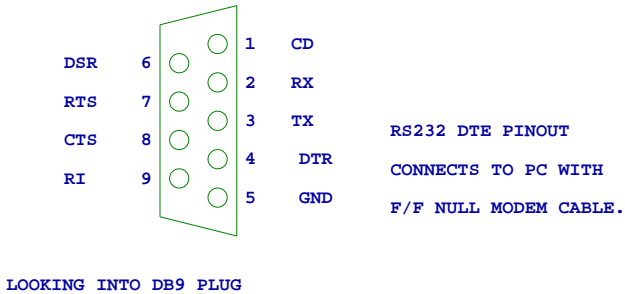 1 CD
DSR 6
2 RX
RTS 7
3 TX
CTS 8
4 DTR
RI 9
5 GND
RS232 DTE PINOUT
CONNECTS TO PC WITH
F/F NULL MODEM CABLE.
LOOKING INTO DB9 PLUG